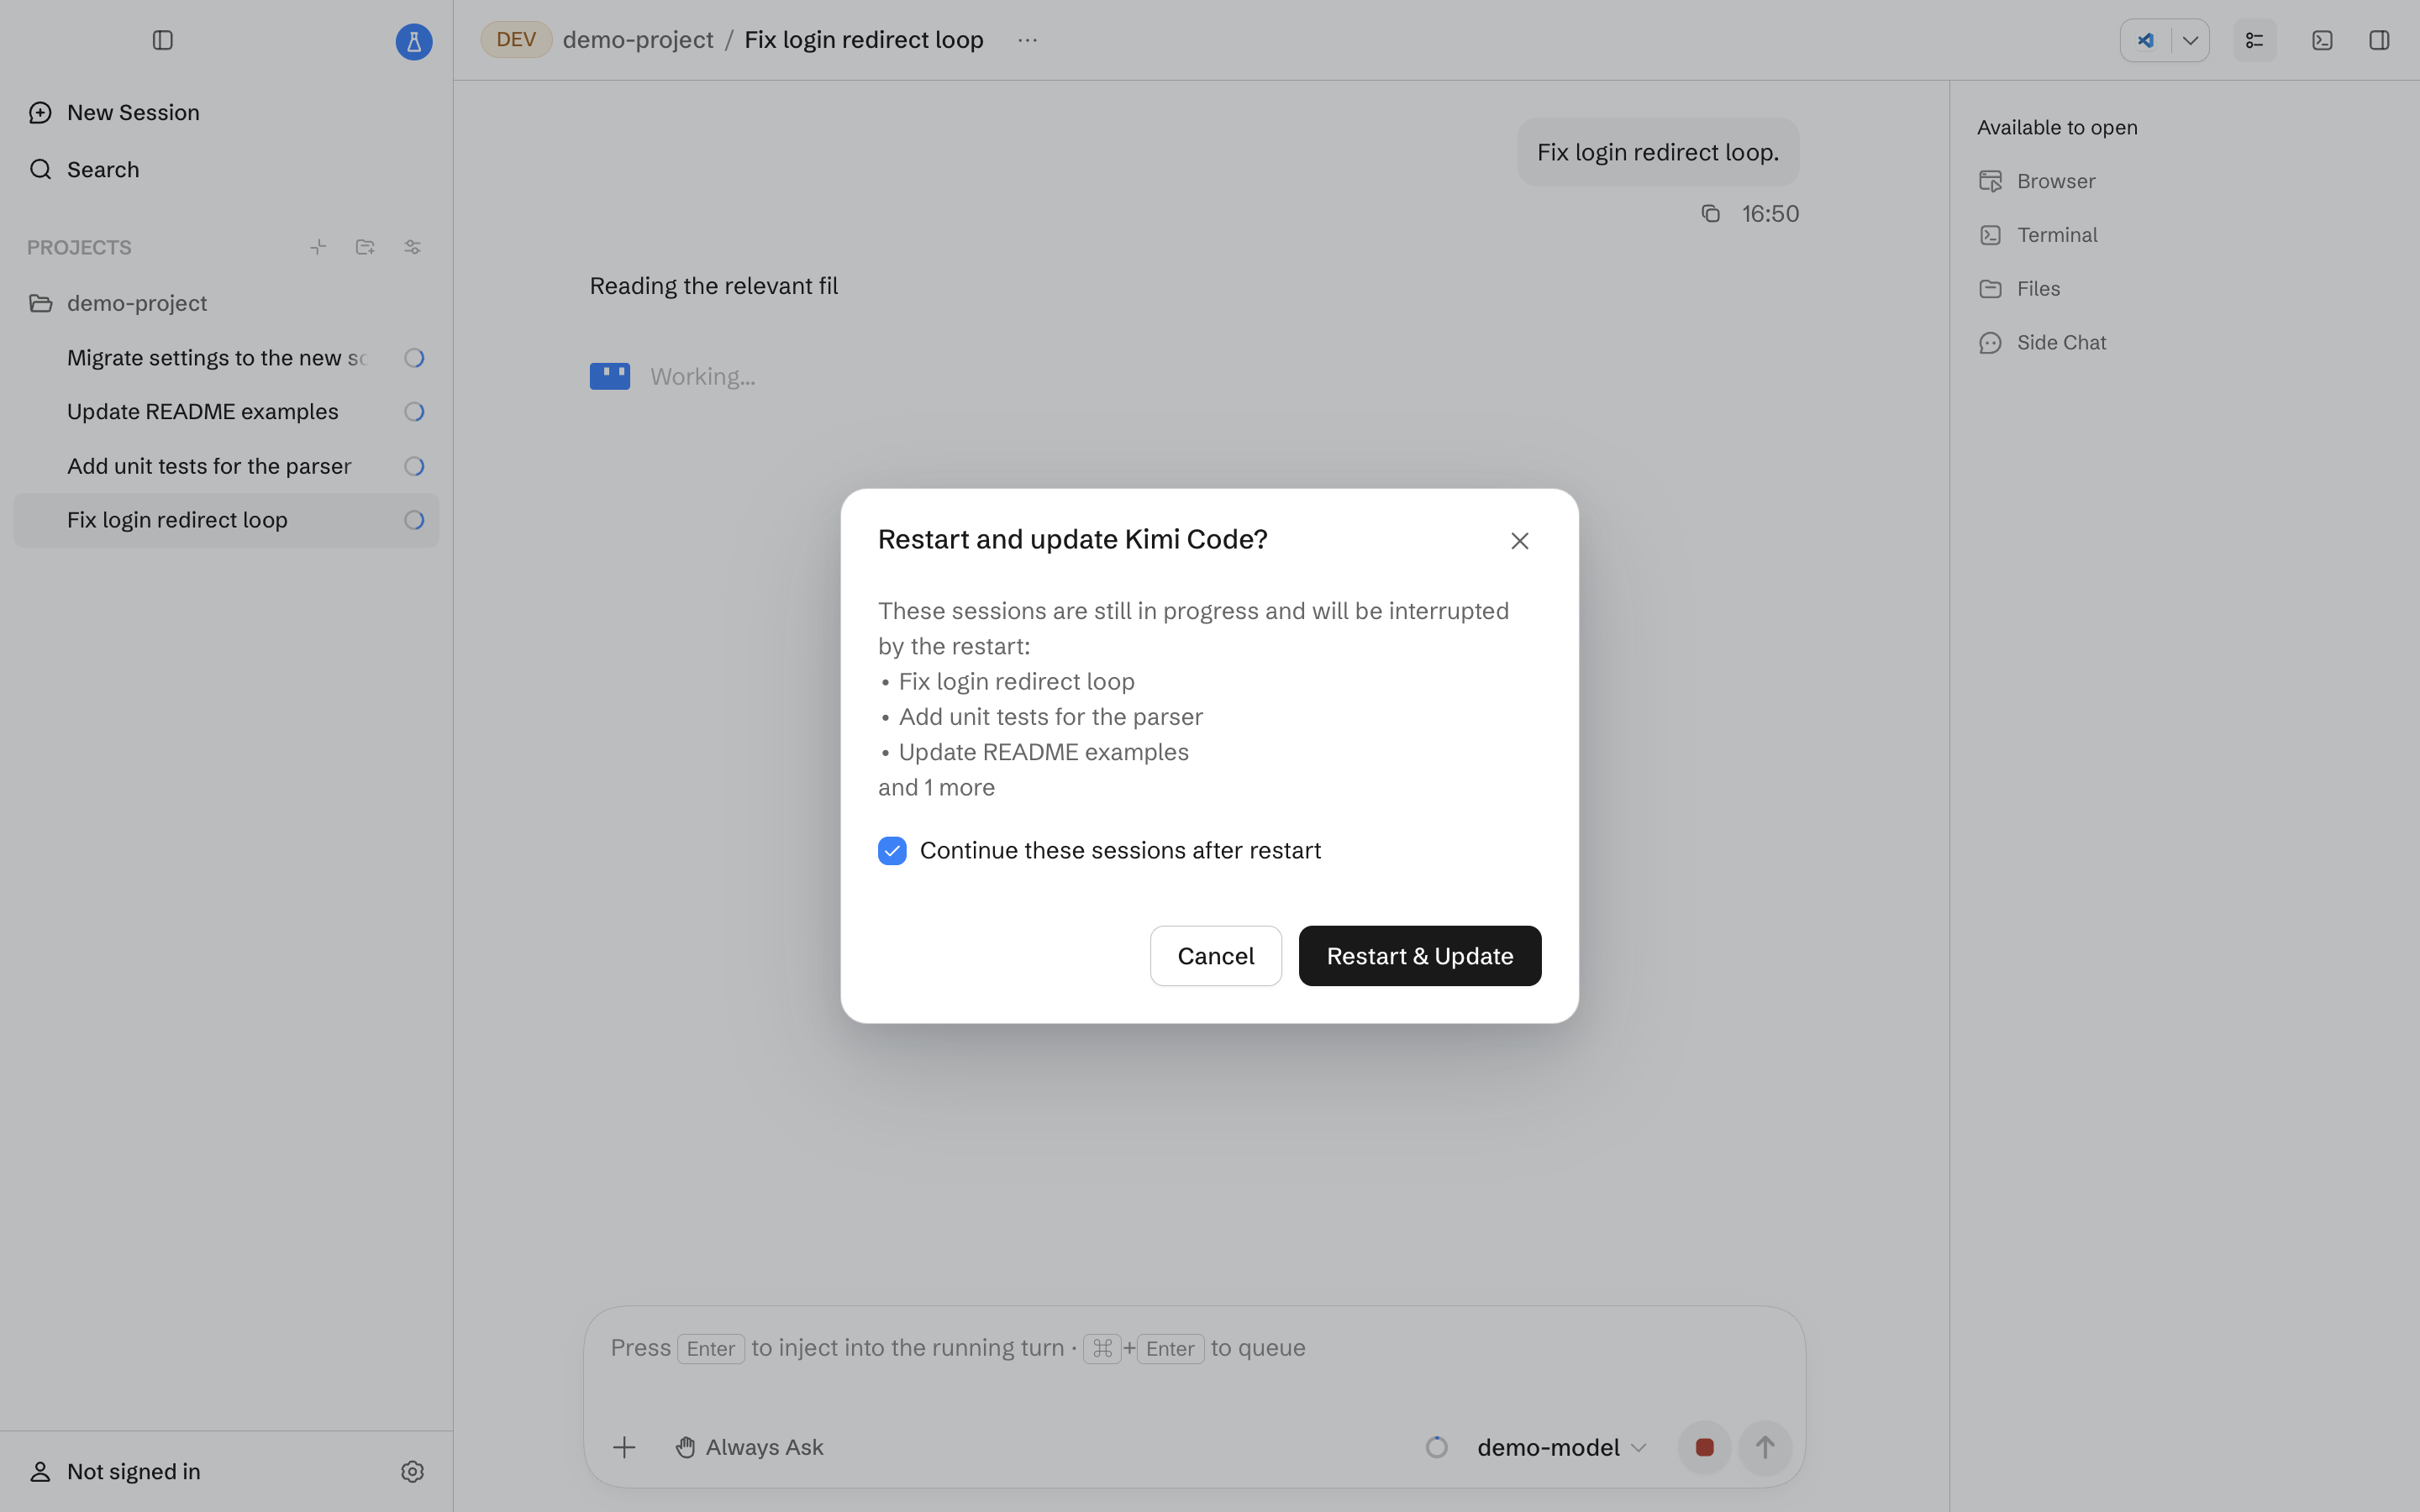 DEV demo-project / Fix login redirect loop
New Session
Search
PROJECTS
demo-project
Migrate settings to the new
Update README examples
Add unit tests for the parser
Fix login redirect loop
Not signed in
Fix login redirect loop.
16:50
Reading the relevant fil
Working...
Restart and update Kimi Code?
These sessions are still in progress and will be interrupted
by the restart:
• Fix login redirect loop
• Add unit tests for the parser
• Update README examples
and 1 more
Continue these sessions after restart
Cancel
Restart & Update
Press Enter to inject into the running turn · ⌘+Enter to queue
Always Ask
demo-model
Available to open
Browser
Terminal
Files
Side Chat